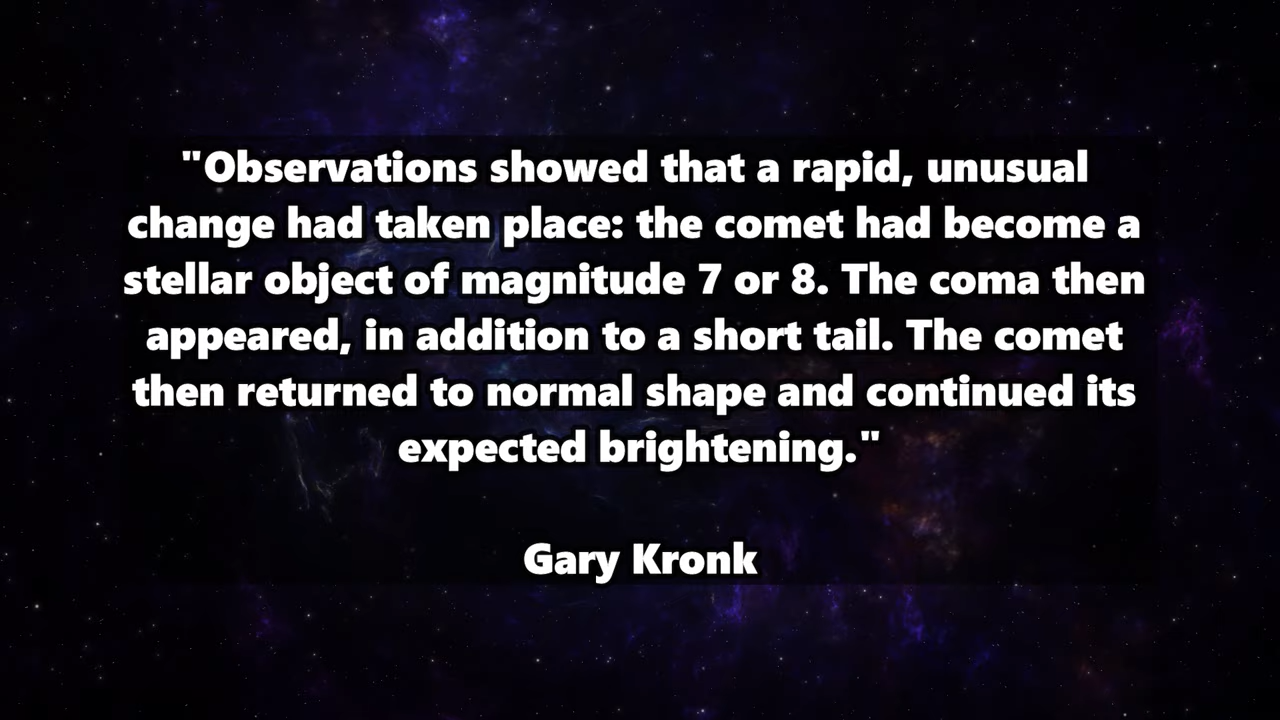 "Observations showed that a rapid, unusual
change had taken place: the comet had become a
stellar object of magnitude 7 or 8. The coma then
appeared, in addition to a short tail. The comet
then returned to normal shape and continued its
expected brightening."
Gary Kronk